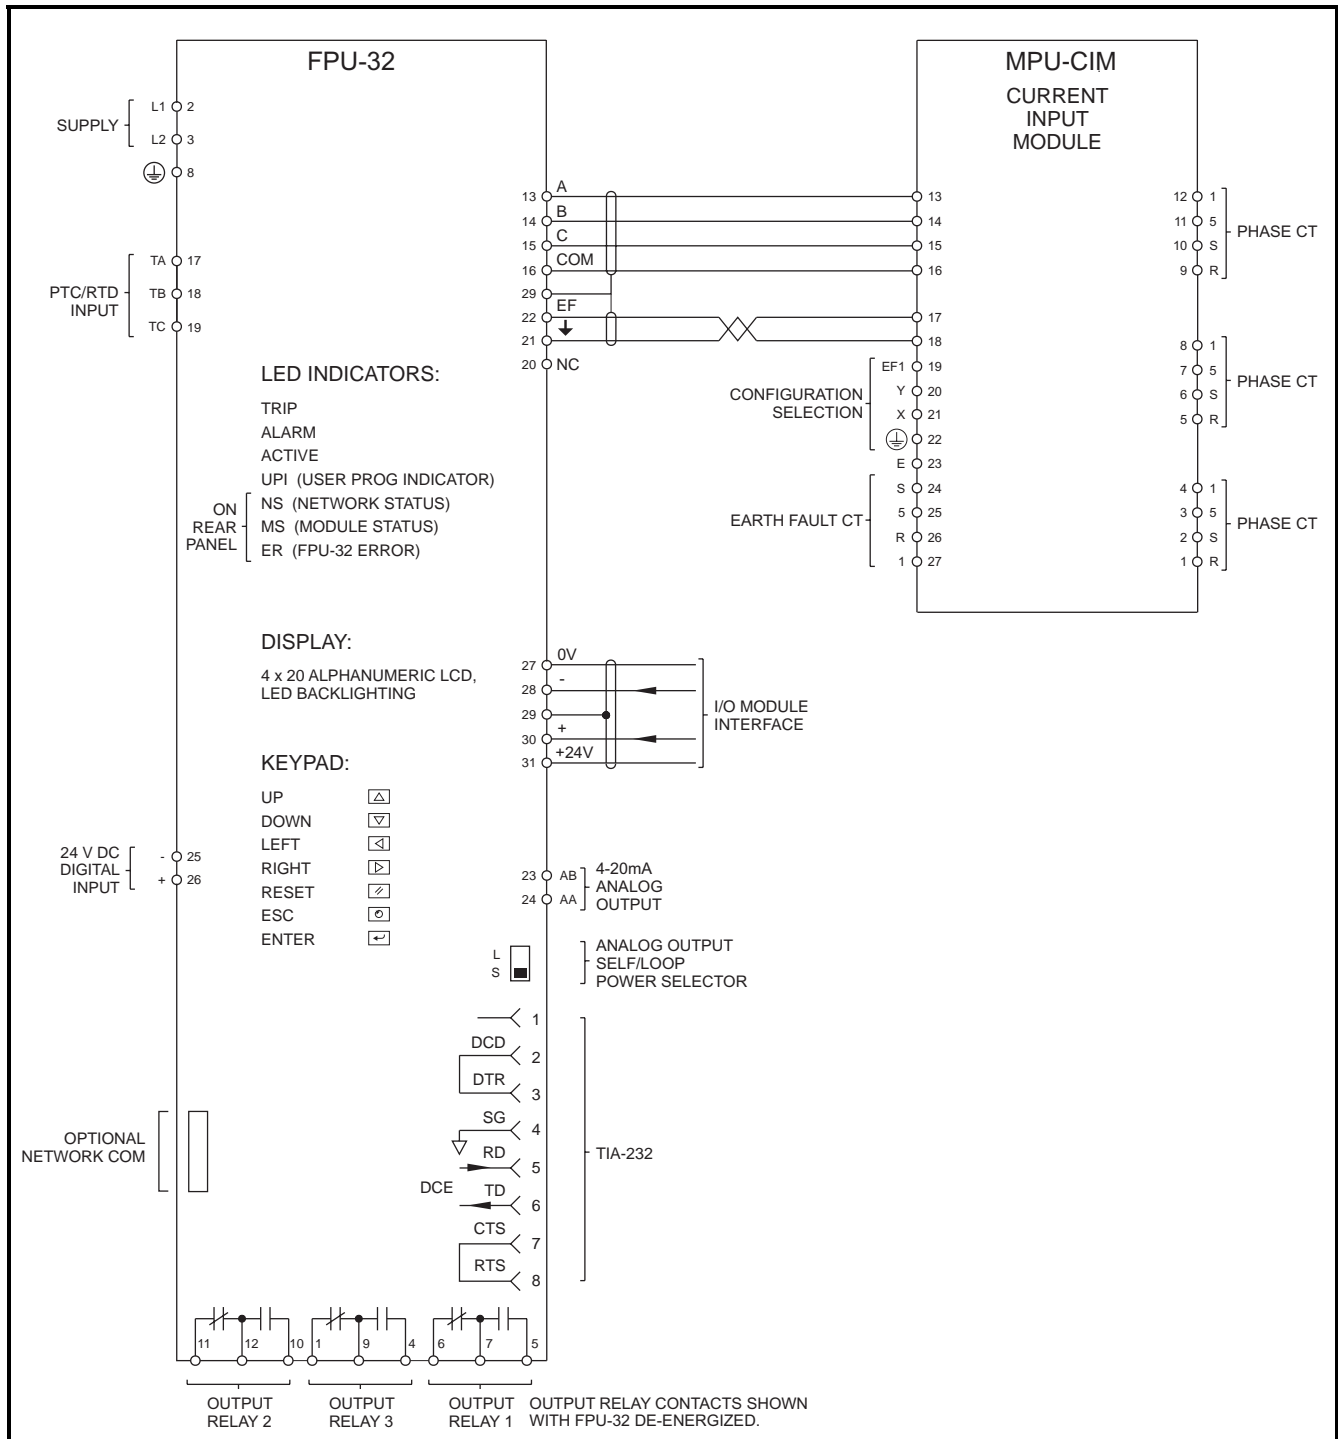 FPU-32
SUPPLY
L1 2
L2 3
8
PTC/RTD
INPUT
TA 17
TB 18
TC 19
13 A
14 B
15 C
16 COM
29
22 EF
21
20 NC
LED INDICATORS:
TRIP
ALARM
ACTIVE
UPI (USER PROG INDICATOR)
ON
REAR
PANEL
NS (NETWORK STATUS)
MS (MODULE STATUS)
ER (FPU-32 ERROR)
DISPLAY:
4 x 20 ALPHANUMERIC LCD,
LED BACKLIGHTING
27 0V
28 -
29
30 +
31 +24V
I/O MODULE
INTERFACE
KEYPAD:
UP
DOWN
LEFT
RIGHT
RESET
ESC
ENTER
24 V DC
DIGITAL
INPUT
- 25
+ 26
23 AB
24 AA
4-20mA
ANALOG
OUTPUT
L
S
ANALOG OUTPUT
SELF/LOOP
POWER SELECTOR
1
DCD 2
DTR 3
SG 4
RD 5
DCE TD 6
CTS 7
RTS 8
TIA-232
OPTIONAL
NETWORK COM
11 12 10 1 9 4 6 7 5
OUTPUT
RELAY 2
OUTPUT
RELAY 3
OUTPUT
RELAY 1
OUTPUT RELAY CONTACTS SHOWN
WITH FPU-32 DE-ENERGIZED.
MPU-CIM
CURRENT
INPUT
MODULE
13
14
15
16
17
18
CONFIGURATION
SELECTION
EF1 19
Y 20
X 21
22
E 23
EARTH FAULT CT
S 24
5 25
R 26
1 27
12 1
11 5
10 S
9 R
PHASE CT
8 1
7 5
6 S
5 R
PHASE CT
4 1
3 5
2 S
1 R
PHASE CT